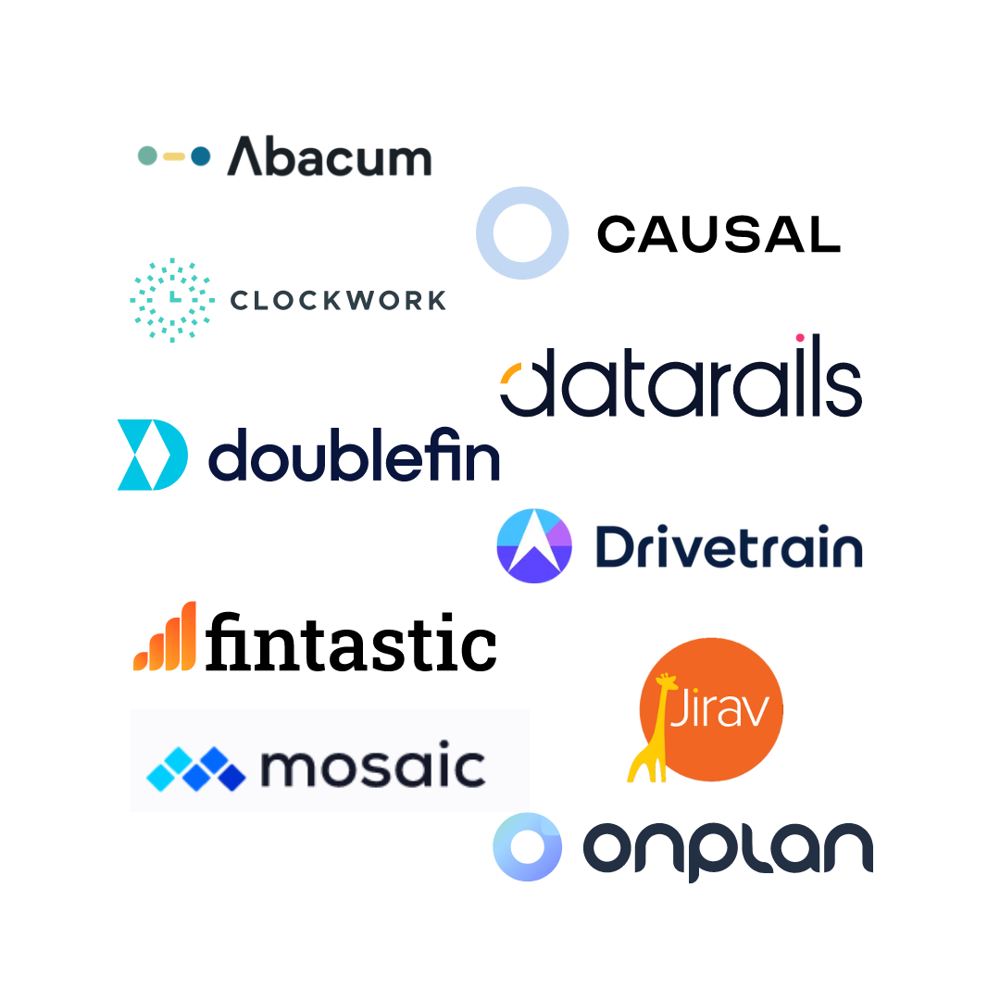 Abacum
CAUSAL
CLOCKWORK
datarails
doublefin
Drivetrain
fintastic
Jirav
mosaic
onplan